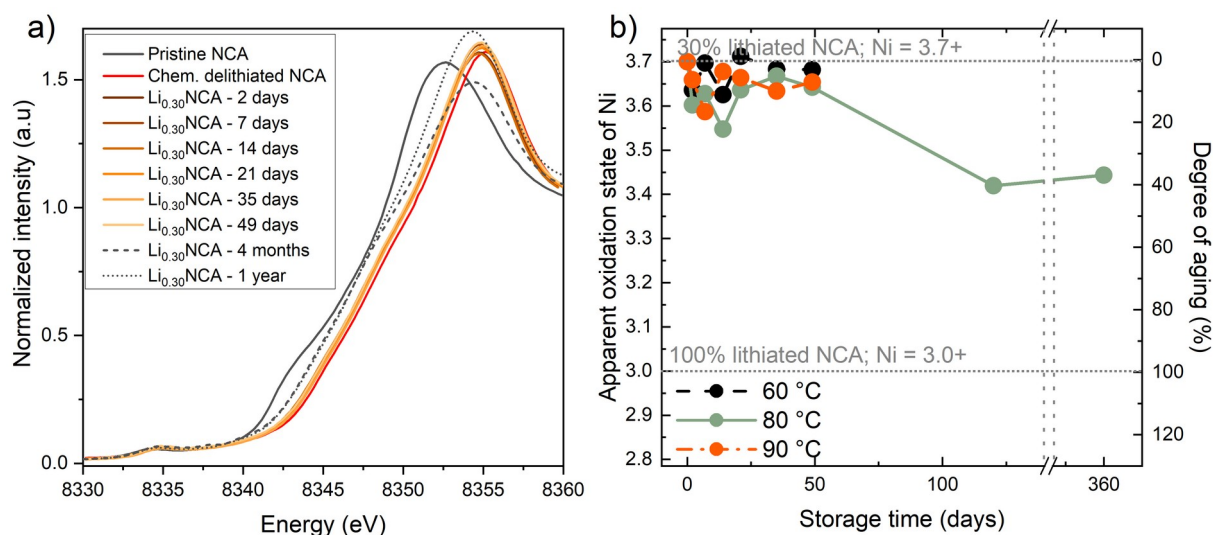 a)
Normalized intensity (a.u)
1.5
1.0
0.5
0.0
Pristine NCA
Chem. delithiated NCA
Li0.30NCA - 2 days
Li0.30NCA - 7 days
Li0.30NCA - 14 days
Li0.30NCA - 21 days
Li0.30NCA - 35 days
Li0.30NCA - 49 days
Li0.30NCA - 4 months
Li0.30NCA - 1 year
8330 8335 8340 8345 8350 8355 8360
Energy (eV)
b)
Apparent oxidation state of Ni
3.8
3.7
3.6
3.5
3.4
3.3
3.2
3.1
3.0
2.9
2.8
30% lithiated NCA; Ni = 3.7+
100% lithiated NCA; Ni = 3.0+
60 °C
80 °C
90 °C
0 50 100 360
Storage time (days)
0
20
40
60
80
100
120
Degree of aging (%)